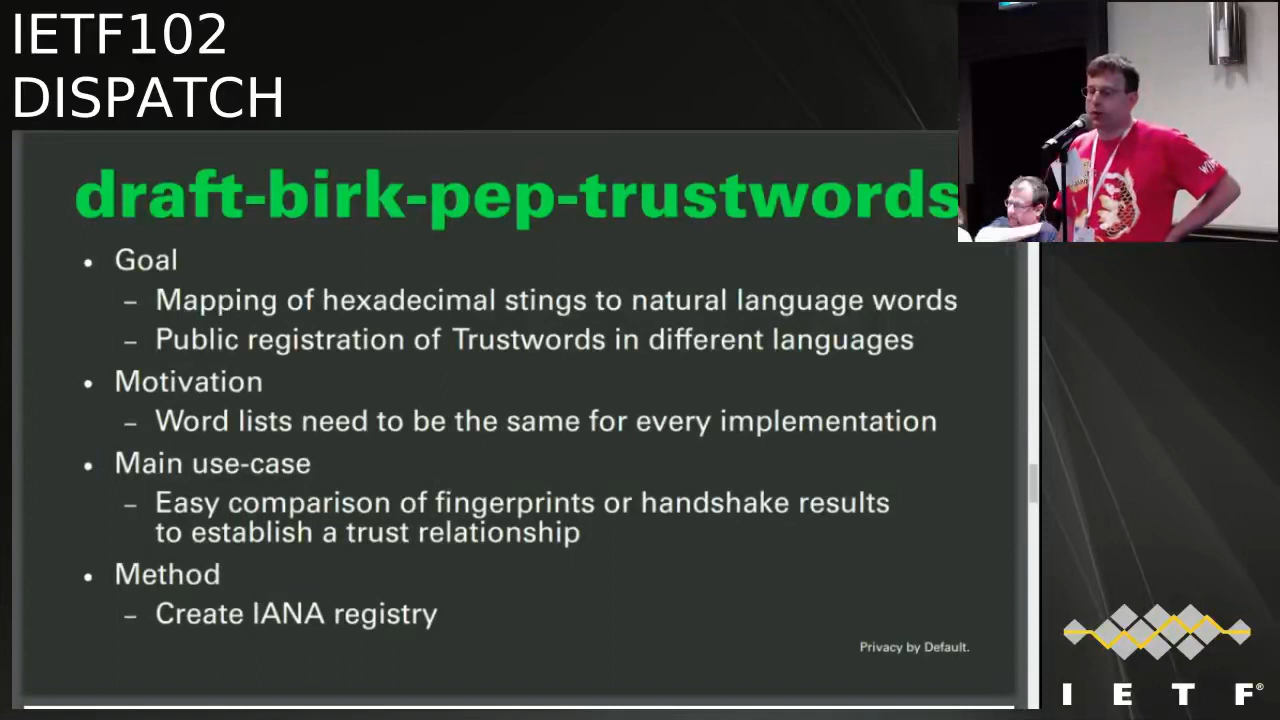 IETF102
DISPATCH
draft-birk-pep-trustwords
• Goal
– Mapping of hexadecimal stings to natural language words
– Public registration of Trustwords in different languages
• Motivation
– Word lists need to be the same for every implementation
• Main use-case
– Easy comparison of fingerprints or handshake results
to establish a trust relationship
• Method
– Create IANA registry
Privacy by Default.
I E T F®